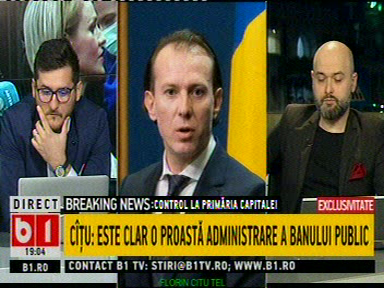 DIRECT
BREAKING NEWS: CONTROL LA PRIMĂRIA CAPITALEI
EXCLUSIVITATE
b1
19:04
CÎȚU: ESTE CLAR O PROASTĂ ADMINISTRARE A BANULUI PUBLIC
B1.RO
CONTACT B1 TV: STIRI@B1TV.RO; WWW.B1.RO
FLORIN CITU TEL